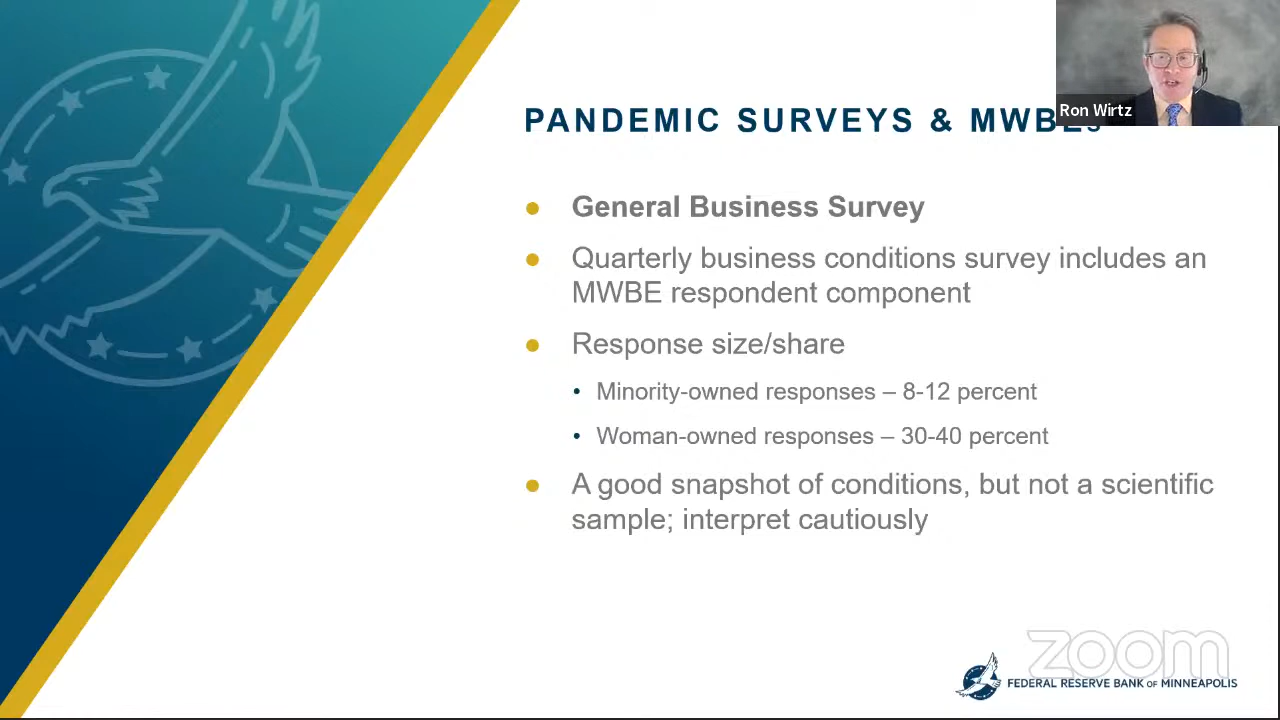 Ron Wirtz
PANDEMIC SURVEYS & MWBEs
General Business Survey
Quarterly business conditions survey includes an
MWBE respondent component
Response size/share
Minority-owned responses – 8-12 percent
Woman-owned responses – 30-40 percent
A good snapshot of conditions, but not a scientific
sample; interpret cautiously
zoom
FEDERAL RESERVE BANK OF MINNEAPOLIS